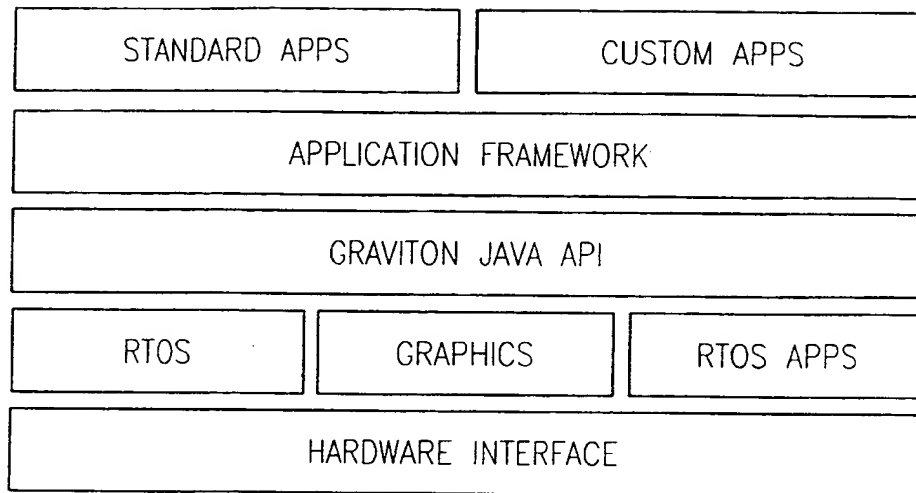 STANDARD APPS CUSTOM APPS
APPLICATION FRAMEWORK
GRAVITON JAVA API
RTOS GRAPHICS RTOS APPS
HARDWARE INTERFACE